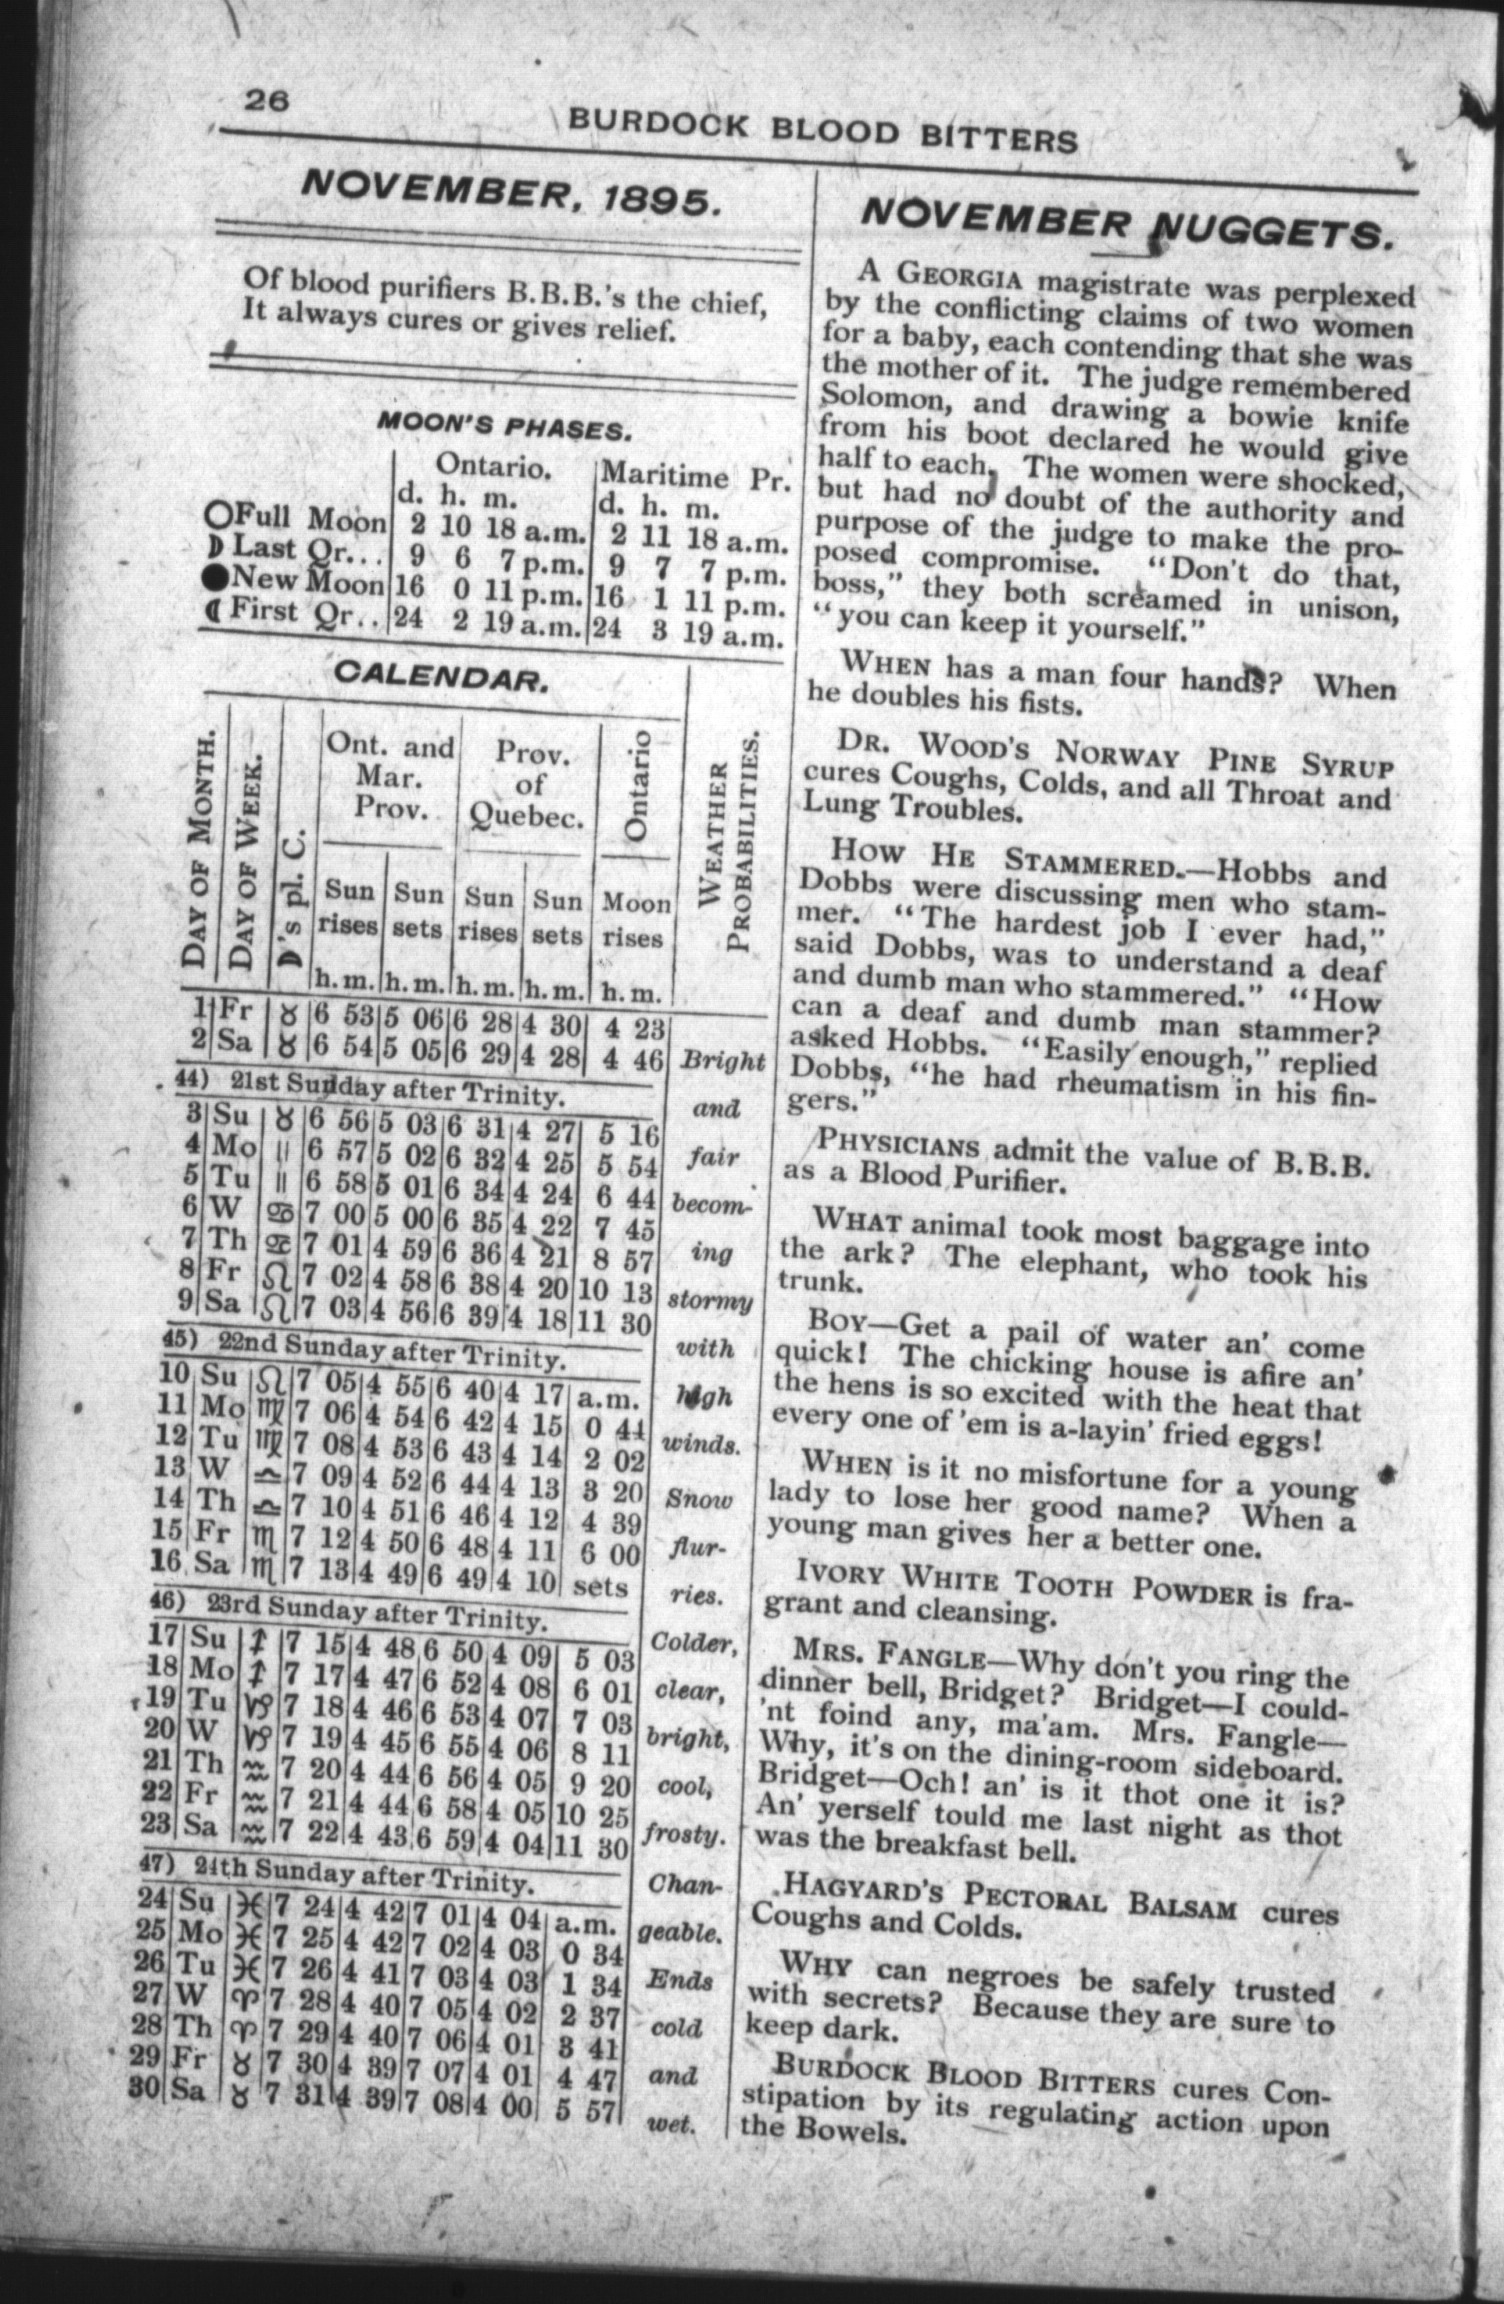 26
BURDOCK BLOOD BITTERS
NOVEMBER, 1895.
Of blood purifiers B.B.B.'s the chief,
It always cures or gives relief.
MOON'S PHASES.
Ontario. Maritime Pr.
d. h. m. d. h. m.
Full Moon 2 10 18 a.m. 2 11 18 a.m.
Last Qr... 9 6 7 p.m. 9 7 7 p.m.
New Moon 16 0 11 p.m. 16 1 11 p.m.
First Qr.. 24 2 19 a.m. 24 3 19 a.m.
CALENDAR.
DAY OF MONTH.
DAY OF WEEK.
☽'s pl. C.
Ont. and Mar. Prov.
Prov. of Quebec.
Ontario
WEATHER PROBABILITIES.
Sun rises Sun sets Sun rises Sun sets Moon rises
h. m. h. m. h. m. h. m. h. m.
1 Fr ♉ 6 53 5 06 6 28 4 30 4 23
2 Sa ♉ 6 54 5 05 6 29 4 28 4 46 Bright
44) 21st Sunday after Trinity.
and
3 Su ♉ 6 56 5 03 6 31 4 27 5 16
4 Mo ♊ 6 57 5 02 6 32 4 25 5 54 fair
5 Tu ♊ 6 58 5 01 6 34 4 24 6 44 becom-
6 W ♋ 7 00 5 00 6 35 4 22 7 45
7 Th ♋ 7 01 4 59 6 36 4 21 8 57 ing
8 Fr ♌ 7 02 4 58 6 38 4 20 10 13 stormy
9 Sa ♌ 7 03 4 56 6 39 4 18 11 30
45) 22nd Sunday after Trinity.
with
10 Su ♌ 7 05 4 55 6 40 4 17 a.m. high
11 Mo ♍ 7 06 4 54 6 42 4 15 0 44
12 Tu ♍ 7 08 4 53 6 43 4 14 2 02 winds.
13 W ♎ 7 09 4 52 6 44 4 13 3 20 Snow
14 Th ♎ 7 10 4 51 6 46 4 12 4 39
15 Fr ♏ 7 12 4 50 6 48 4 11 6 00 flur-
16 Sa ♏ 7 13 4 49 6 49 4 10 sets ries.
46) 23rd Sunday after Trinity.
17 Su ♐ 7 15 4 48 6 50 4 09 5 03 Colder,
18 Mo ♐ 7 17 4 47 6 52 4 08 6 01 clear,
19 Tu ♑ 7 18 4 46 6 53 4 07 7 03
20 W ♑ 7 19 4 45 6 55 4 06 8 11 bright,
21 Th ♒ 7 20 4 44 6 56 4 05 9 20 cool,
22 Fr ♒ 7 21 4 44 6 58 4 05 10 25
23 Sa ♒ 7 22 4 43 6 59 4 04 11 30 frosty.
47) 24th Sunday after Trinity.
Chan-
24 Su ♓ 7 24 4 42 7 01 4 04 a.m. geable.
25 Mo ♓ 7 25 4 42 7 02 4 03 0 34
26 Tu ♓ 7 26 4 41 7 03 4 03 1 34 Ends
27 W ♈ 7 28 4 40 7 05 4 02 2 37
28 Th ♈ 7 29 4 40 7 06 4 01 3 41 cold
29 Fr ♉ 7 30 4 39 7 07 4 01 4 47 and
30 Sa ♉ 7 31 4 39 7 08 4 00 5 57 wet.
NOVEMBER NUGGETS.
A GEORGIA magistrate was perplexed
by the conflicting claims of two women
for a baby, each contending that she was
the mother of it. The judge remembered
Solomon, and drawing a bowie knife
from his boot declared he would give
half to each. The women were shocked,
but had no doubt of the authority and
purpose of the judge to make the pro-
posed compromise. "Don't do that,
boss," they both screamed in unison,
"you can keep it yourself."
WHEN has a man four hands? When
he doubles his fists.
DR. WOOD'S NORWAY PINE SYRUP
cures Coughs, Colds, and all Throat and
Lung Troubles.
HOW HE STAMMERED.—Hobbs and
Dobbs were discussing men who stam-
mer. "The hardest job I ever had,"
said Dobbs, was to understand a deaf
and dumb man who stammered." "How
can a deaf and dumb man stammer?
asked Hobbs. "Easily enough," replied
Dobbs, "he had rheumatism in his fin-
gers."
PHYSICIANS admit the value of B.B.B.
as a Blood Purifier.
WHAT animal took most baggage into
the ark? The elephant, who took his
trunk.
BOY—Get a pail of water an' come
quick! The chicking house is afire an'
the hens is so excited with the heat that
every one of 'em is a-layin' fried eggs!
WHEN is it no misfortune for a young
lady to lose her good name? When a
young man gives her a better one.
IVORY WHITE TOOTH POWDER is fra-
grant and cleansing.
MRS. FANGLE—Why don't you ring the
dinner bell, Bridget? Bridget—I could-
'nt foind any, ma'am. Mrs. Fangle—
Why, it's on the dining-room sideboard.
Bridget—Och! an' is it thot one it is?
An' yerself tould me last night as thot
was the breakfast bell.
HAGYARD'S PECTORAL BALSAM cures
Coughs and Colds.
WHY can negroes be safely trusted
with secrets? Because they are sure to
keep dark.
BURDOCK BLOOD BITTERS cures Con-
stipation by its regulating action upon
the Bowels.